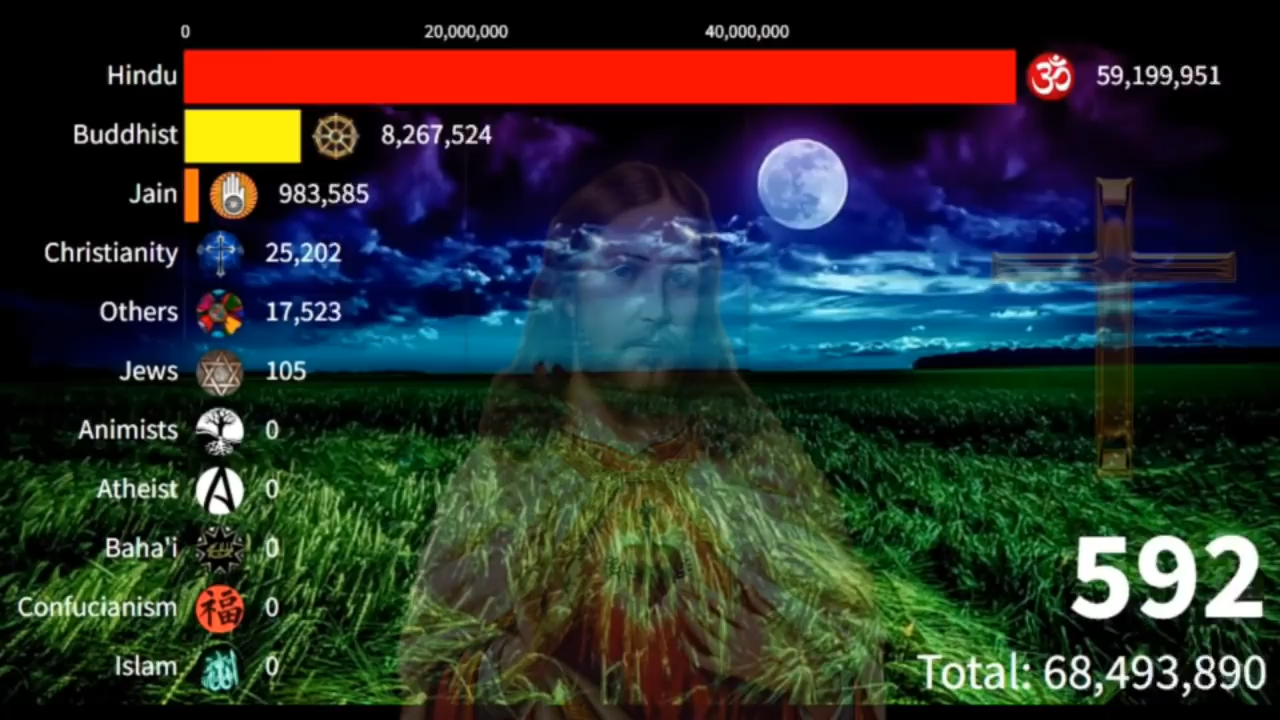 0 20,000,000 40,000,000
Hindu ॐ 59,199,951
Buddhist 8,267,524
Jain 983,585
Christianity 25,202
Others 17,523
Jews 105
Animists 0
Atheist A 0
Baha'i 0
Confucianism 福 0
Islam الله 0
592
Total: 68,493,890